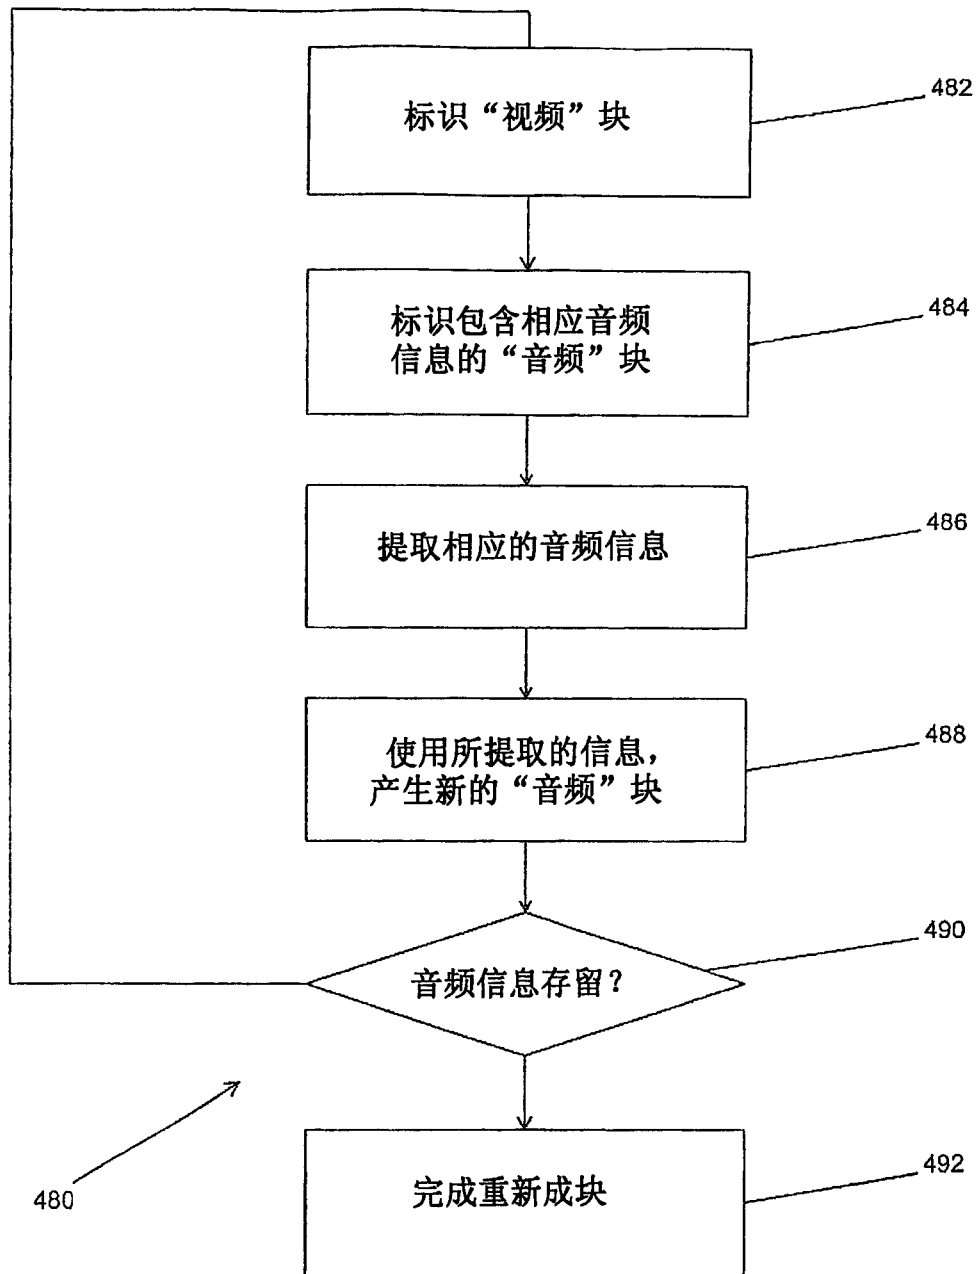 标识“视频”块
482
标识包含相应音频
信息的“音频”块
484
提取相应的音频信息
486
使用所提取的信息，
产生新的“音频”块
488
音频信息存留？
490
完成重新成块
492
480